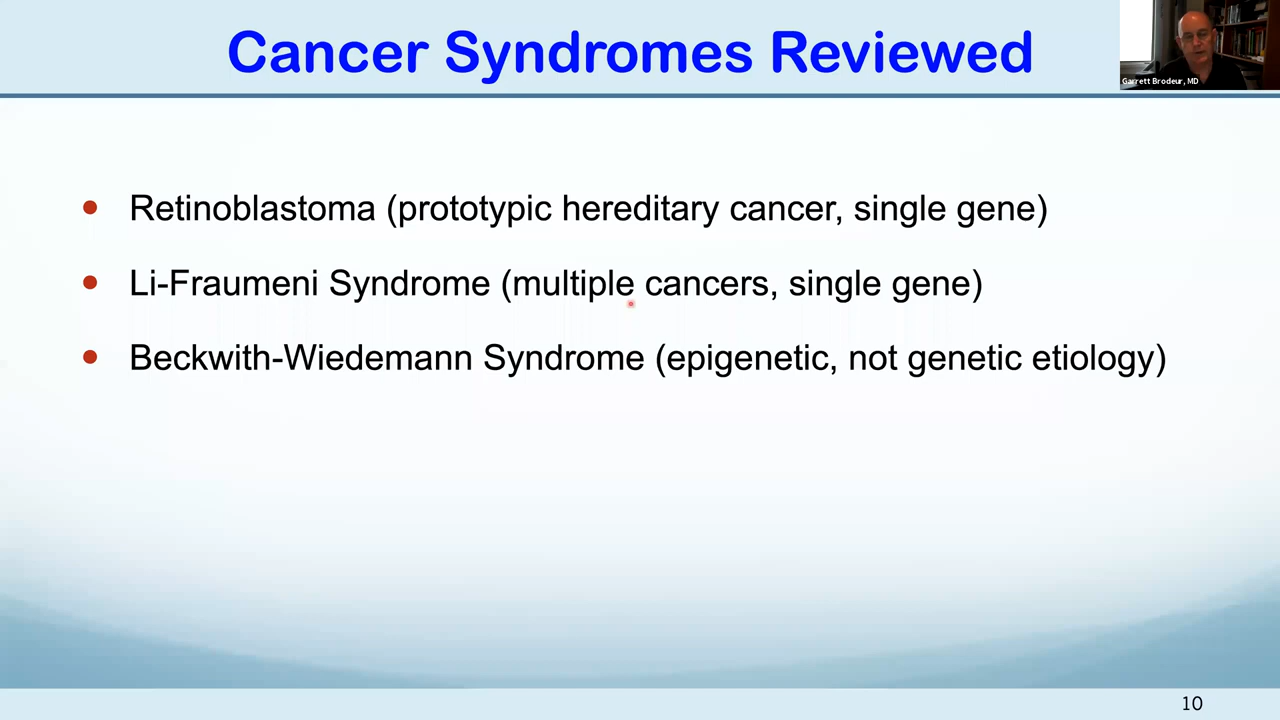 Cancer Syndromes Reviewed
Garrett Brodeur, MD
Retinoblastoma (prototypic hereditary cancer, single gene)
Li-Fraumeni Syndrome (multiple cancers, single gene)
Beckwith-Wiedemann Syndrome (epigenetic, not genetic etiology)
10